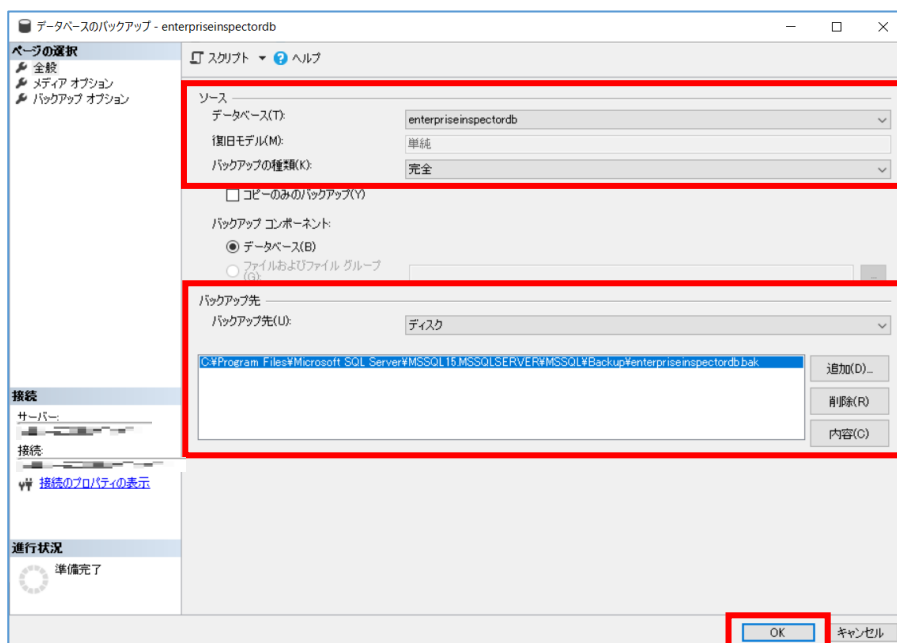 データベースのバックアップ - enterpriseinspectordb
ページの選択
全般
メディア オプション
バックアップ オプション
スクリプト
ヘルプ
ソース
データベース(T):
enterpriseinspectordb
復旧モデル(M):
単純
バックアップの種類(K):
完全
コピーのみのバックアップ(Y)
バックアップ コンポーネント:
データベース(B)
ファイルおよびファイル グループ
(G):
...
バックアップ先
バックアップ先(U):
ディスク
C:¥Program Files¥Microsoft SQL Server¥MSSQL15.MSSQLSERVER¥MSSQL¥Backup¥enterpriseinspectordb.bak
追加(D)...
削除(R)
内容(C)
接続
サーバー:
接続:
接続のプロパティの表示
進行状況
準備完了
OK
キャンセル